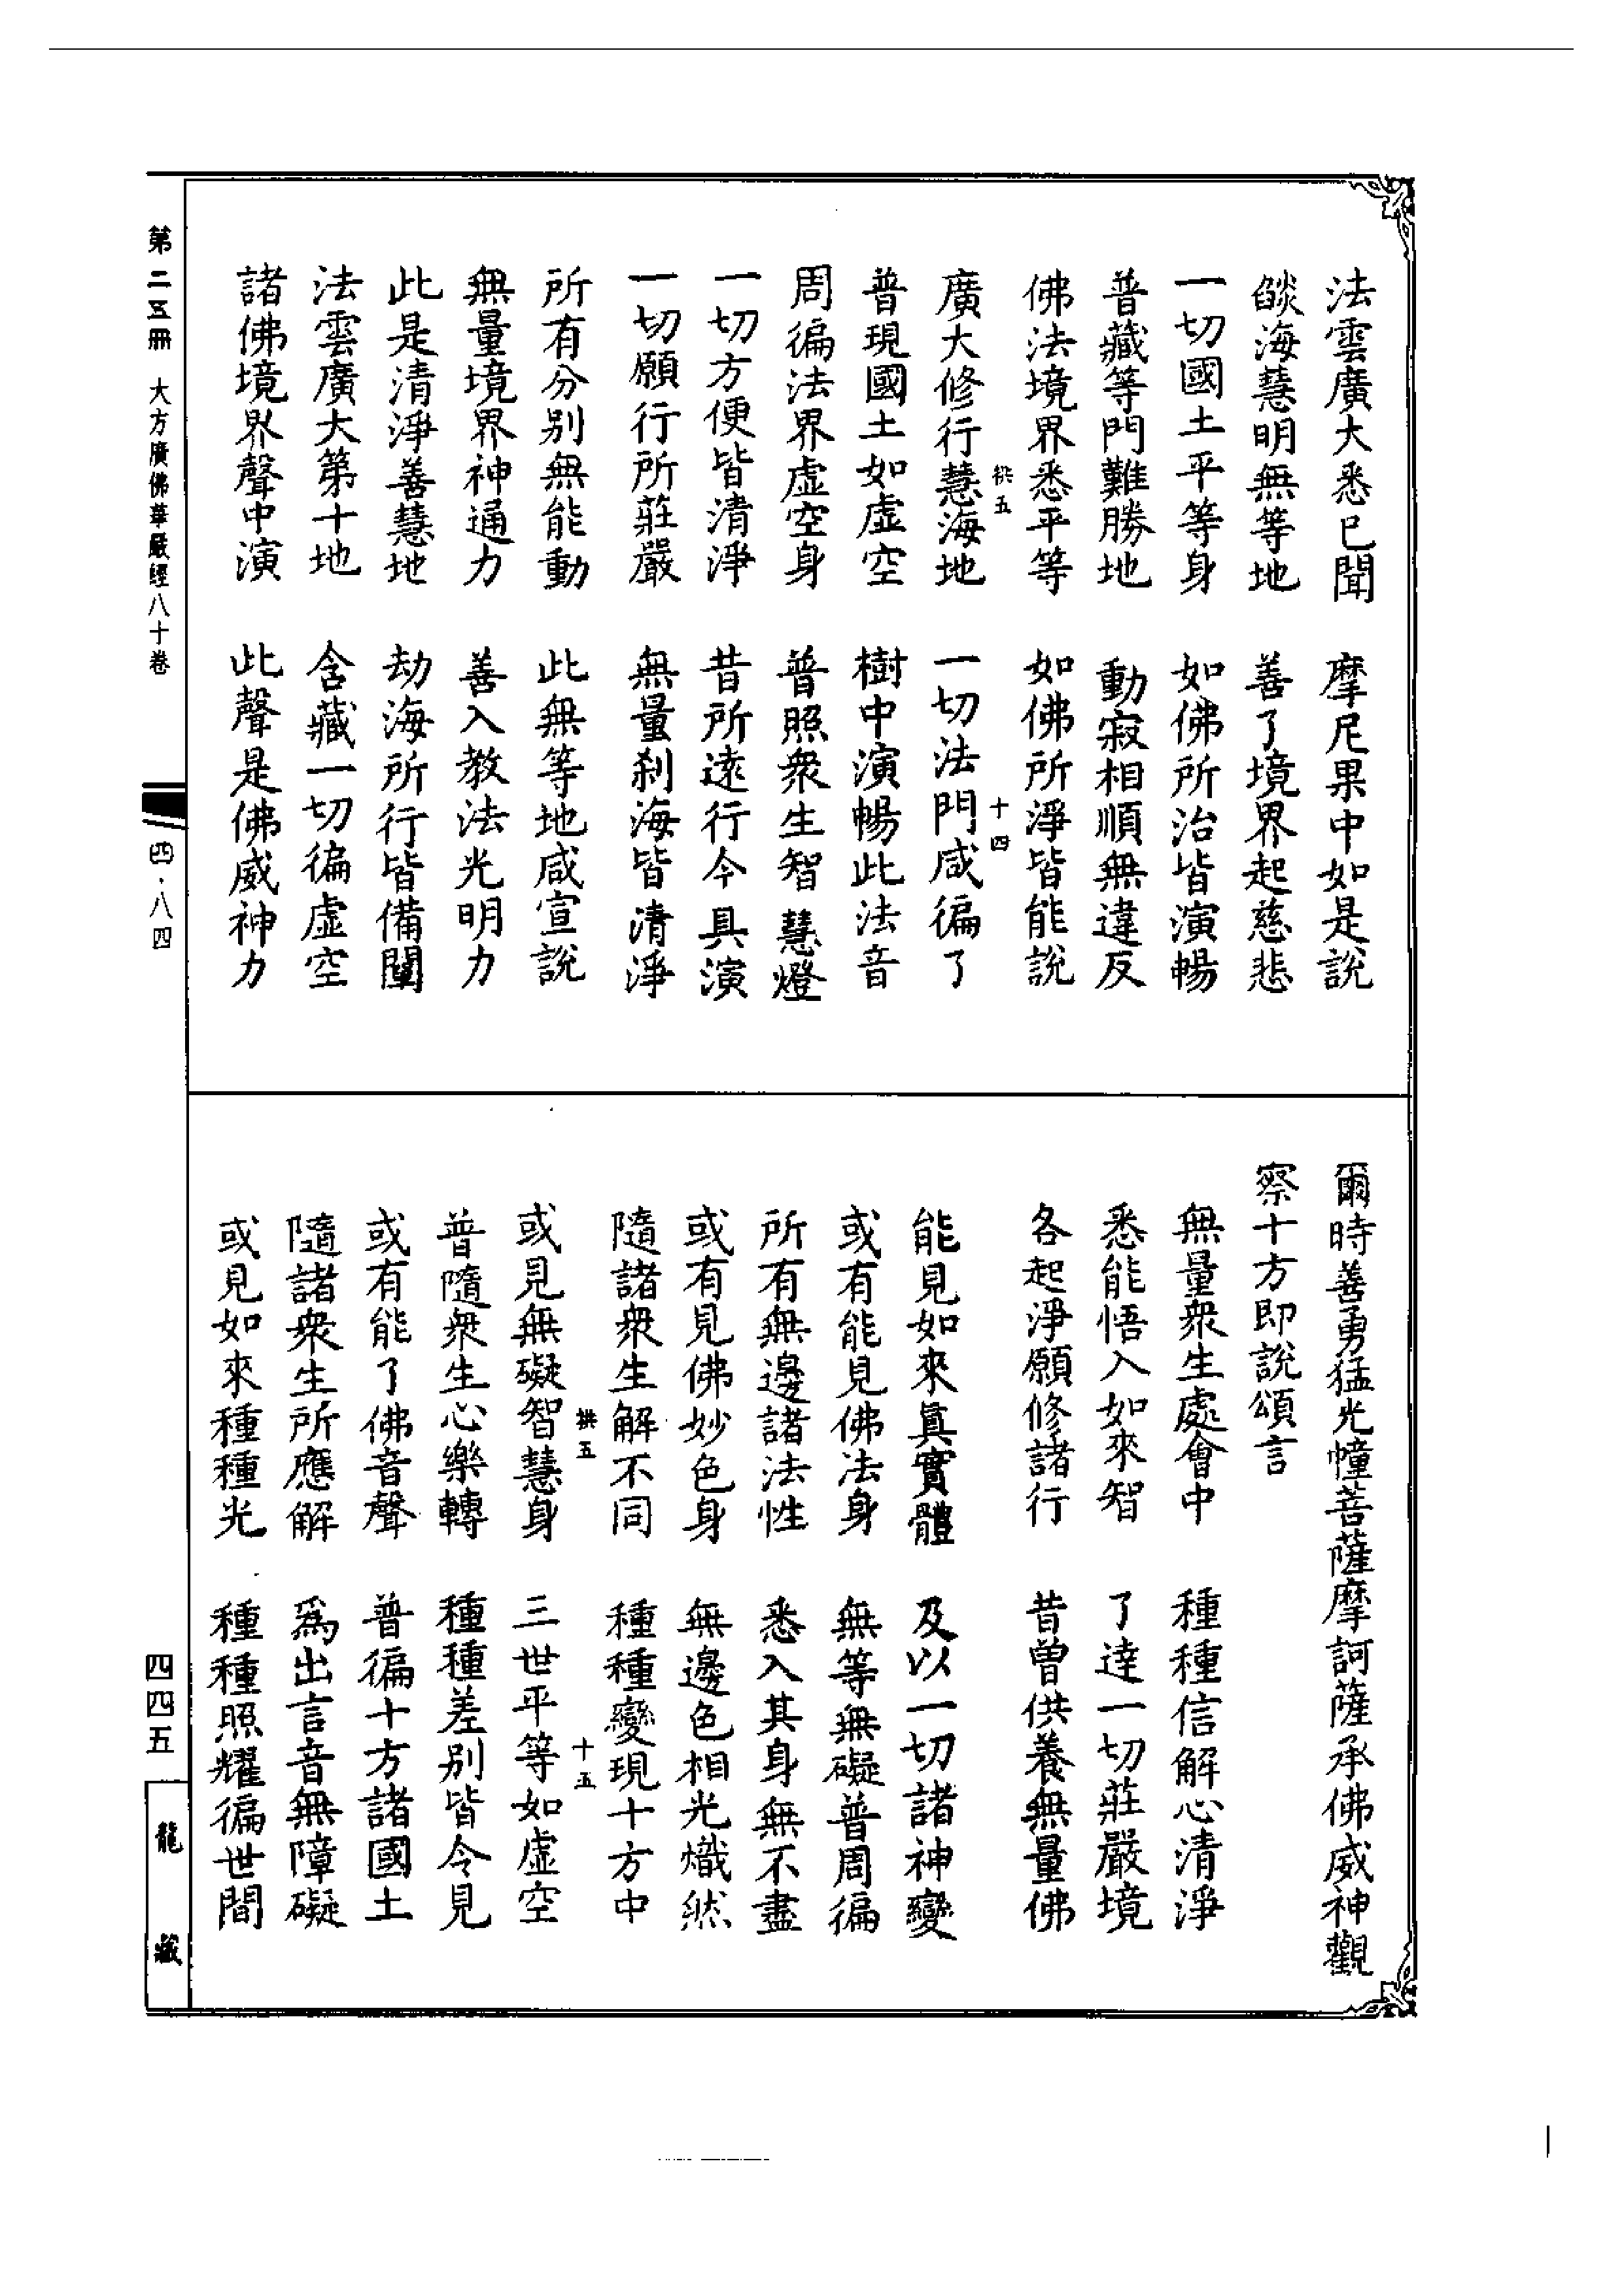 法雲廣大悉已聞　摩尼果中如是說
燄海慧明無等地　善了境界起慈悲
一切國土平等身　如佛所治皆演暢
普藏等門難勝地　動寂相順無違反
佛法境界悉平等　如佛所淨皆能說
拱五　十四
廣大修行慧海地　一切法門咸徧了
普現國土如虛空　樹中演暢此法音
周徧法界虛空身　普照衆生智慧燈
一切方便皆清淨　昔所遠行今具演
一切願行所莊嚴　無量刹海皆清淨
所有分別無能動　此無等地咸宣說
無量境界神通力　善入教法光明力
此是清淨善慧地　劫海所行皆備闡
法雲廣大第十地　含藏一切徧虛空
諸佛境界聲中演　此聲是佛威神力
爾時善勇猛光幢菩薩摩訶薩承佛威神觀
察十方即說頌言
無量衆生處會中　種種信解心清淨
悉能悟入如來智　了達一切莊嚴境
各起淨願修諸行　昔曾供養無量佛
能見如來真實體　及以一切諸神變
或有能見佛法身　無等無礙普周徧
所有無邊諸法性　悉入其身無不盡
或有見佛妙色身　無邊色相光熾然
隨諸衆生解不同　種種變現十方中
拱五　十五
或見無礙智慧身　三世平等如虛空
普隨衆生心樂轉　種種差別皆令見
或有能了佛音聲　普徧十方諸國土
隨諸衆生所應解　爲出言音無障礙
或見如來種種光　種種照耀徧世間
第二五冊　大方廣佛華嚴經八十卷
四・八四
四四五
龍藏